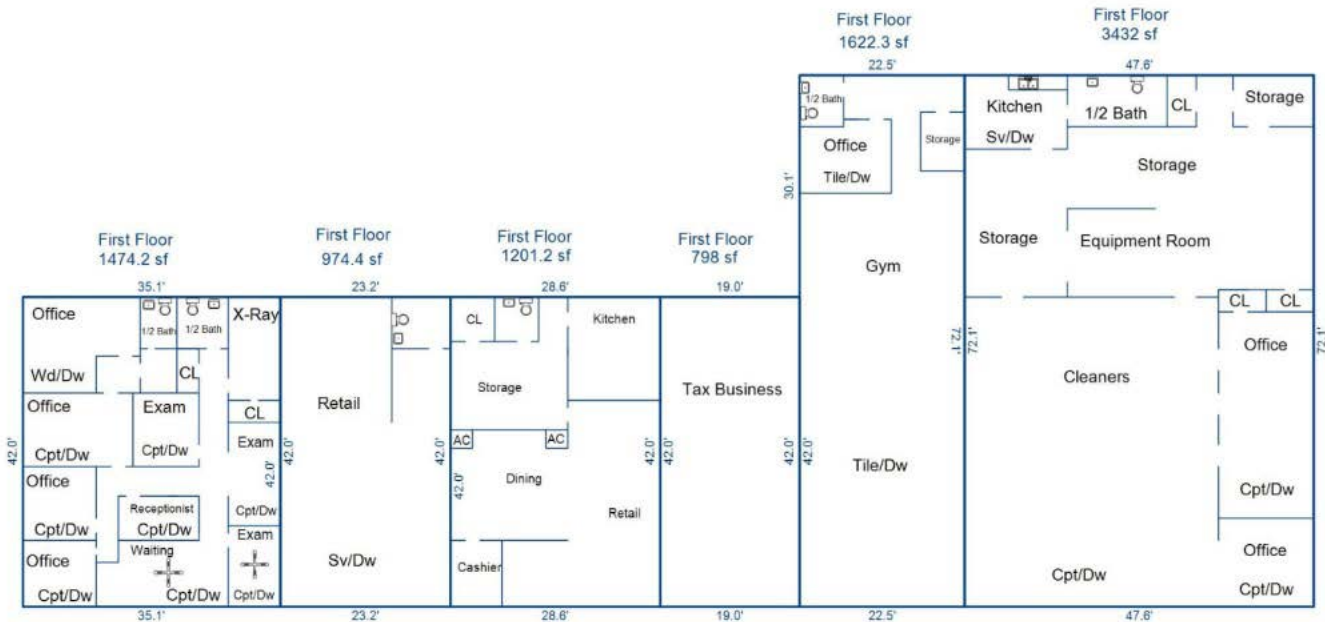 First Floor
1622.3 sf
22.5'
First Floor
3432 sf
47.6'
1/2 Bath
Office
Tile/Dw
Storage
30.1'
Gym
Tile/Dw
72.1'
Kitchen
Sv/Dw
1/2 Bath
CL
Storage
Storage
Storage
Equipment Room
CL
CL
Office
72.1'
72.1'
Cleaners
Cpt/Dw
Office
Cpt/Dw
Cpt/Dw
First Floor
1474.2 sf
35.1'
First Floor
974.4 sf
23.2'
First Floor
1201.2 sf
28.6'
First Floor
798 sf
19.0'
Office
1/2 Bath
1/2 Bath
X-Ray
Wd/Dw
CL
Office
Exam
CL
Cpt/Dw
Cpt/Dw
Exam
42.0'
42.0'
Office
Receptionist
Cpt/Dw
Cpt/Dw
Cpt/Dw
Waiting
Exam
Office
Cpt/Dw
Cpt/Dw
Cpt/Dw
35.1'
42.0'
Retail
42.0'
Sv/Dw
23.2'
CL
Kitchen
Storage
AC
AC
42.0'
Dining
Retail
42.0'
Cashier
28.6'
Tax Business
42.0'
42.0'
42.0'
19.0'
22.5'
47.6'